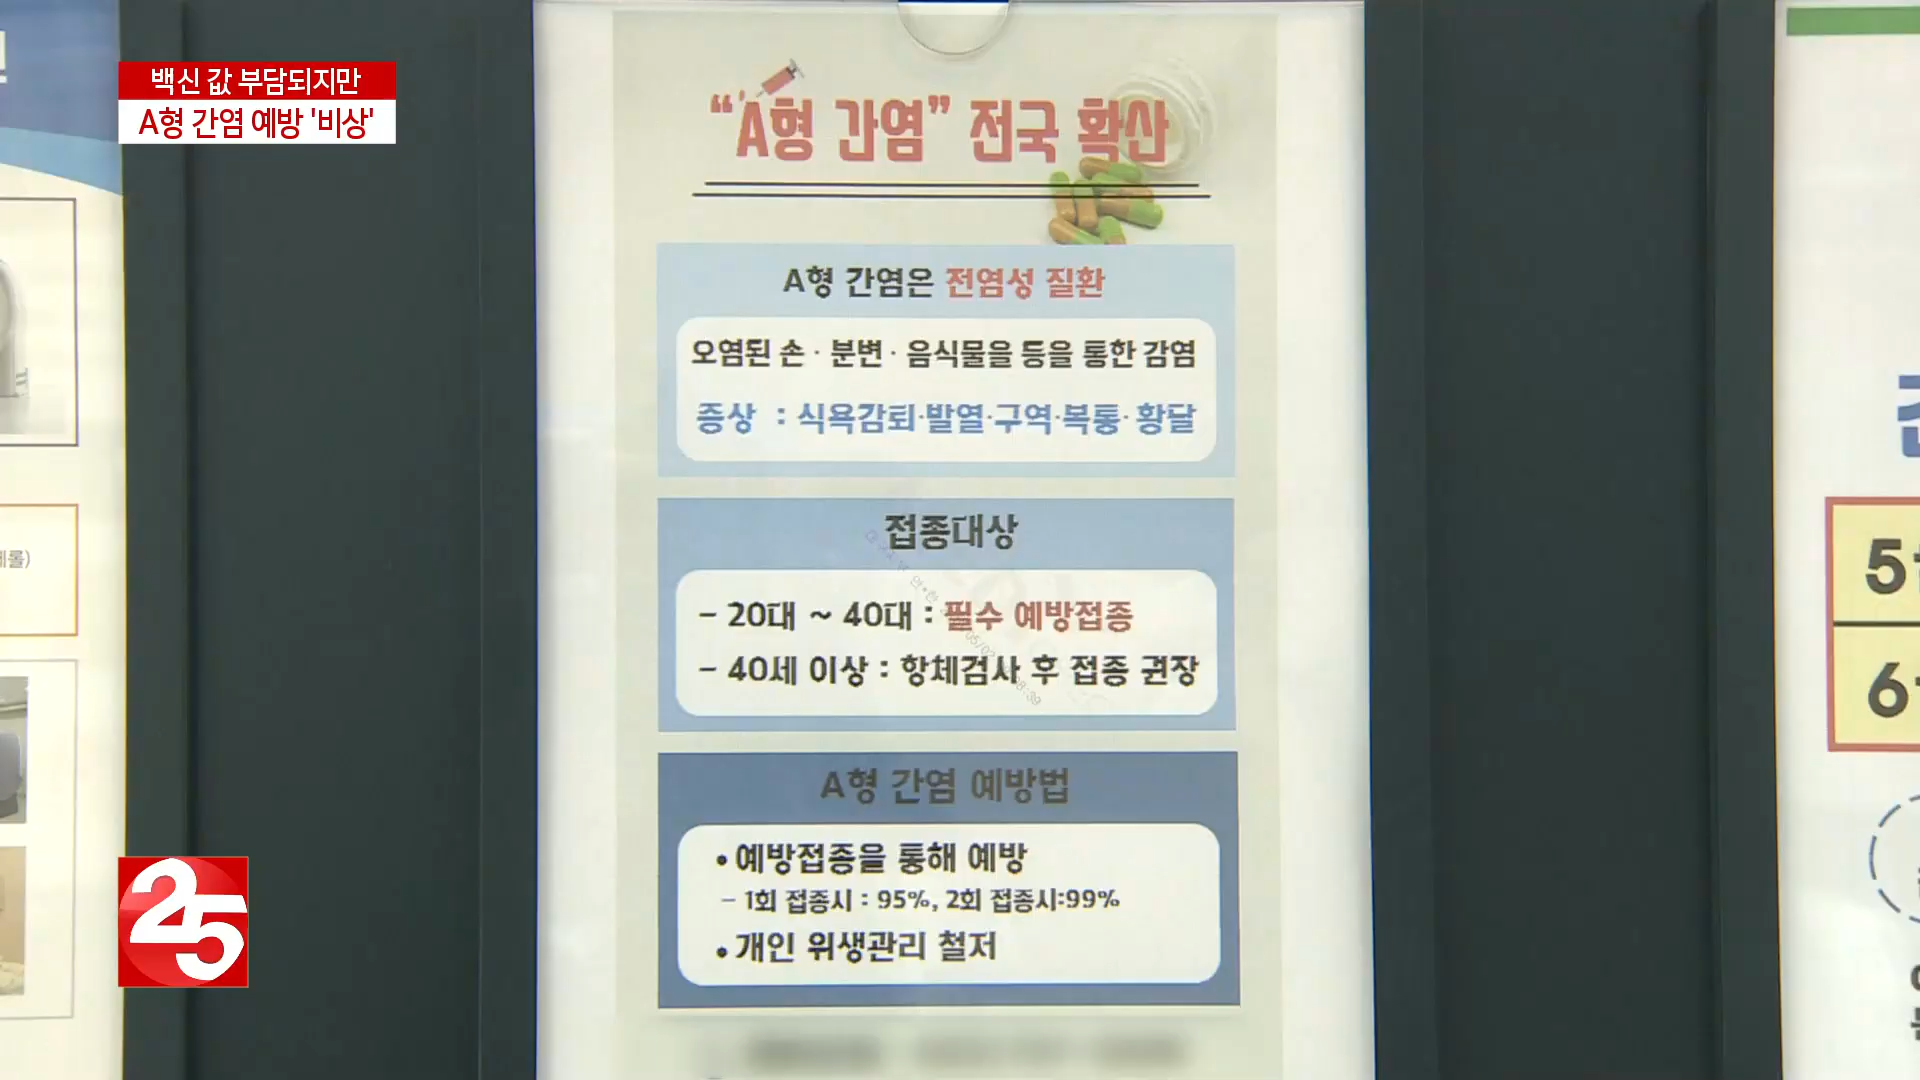 백신 값 부담되지만
A형 간염 예방 '비상'
“A형 간염” 전국 확산
A형 간염은 전염성 질환
오염된 손 · 분변 · 음식물을 등을 통한 감염
증상 : 식욕감퇴·발열·구역·복통· 황달
접종대상
- 20대 ~ 40대 : 필수 예방접종
- 40세 이상 : 항체검사 후 접종 권장
A형 간염 예방법
• 예방접종을 통해 예방
- 1회 접종시 : 95%, 2회 접종시:99%
• 개인 위생관리 철저
25
5
6